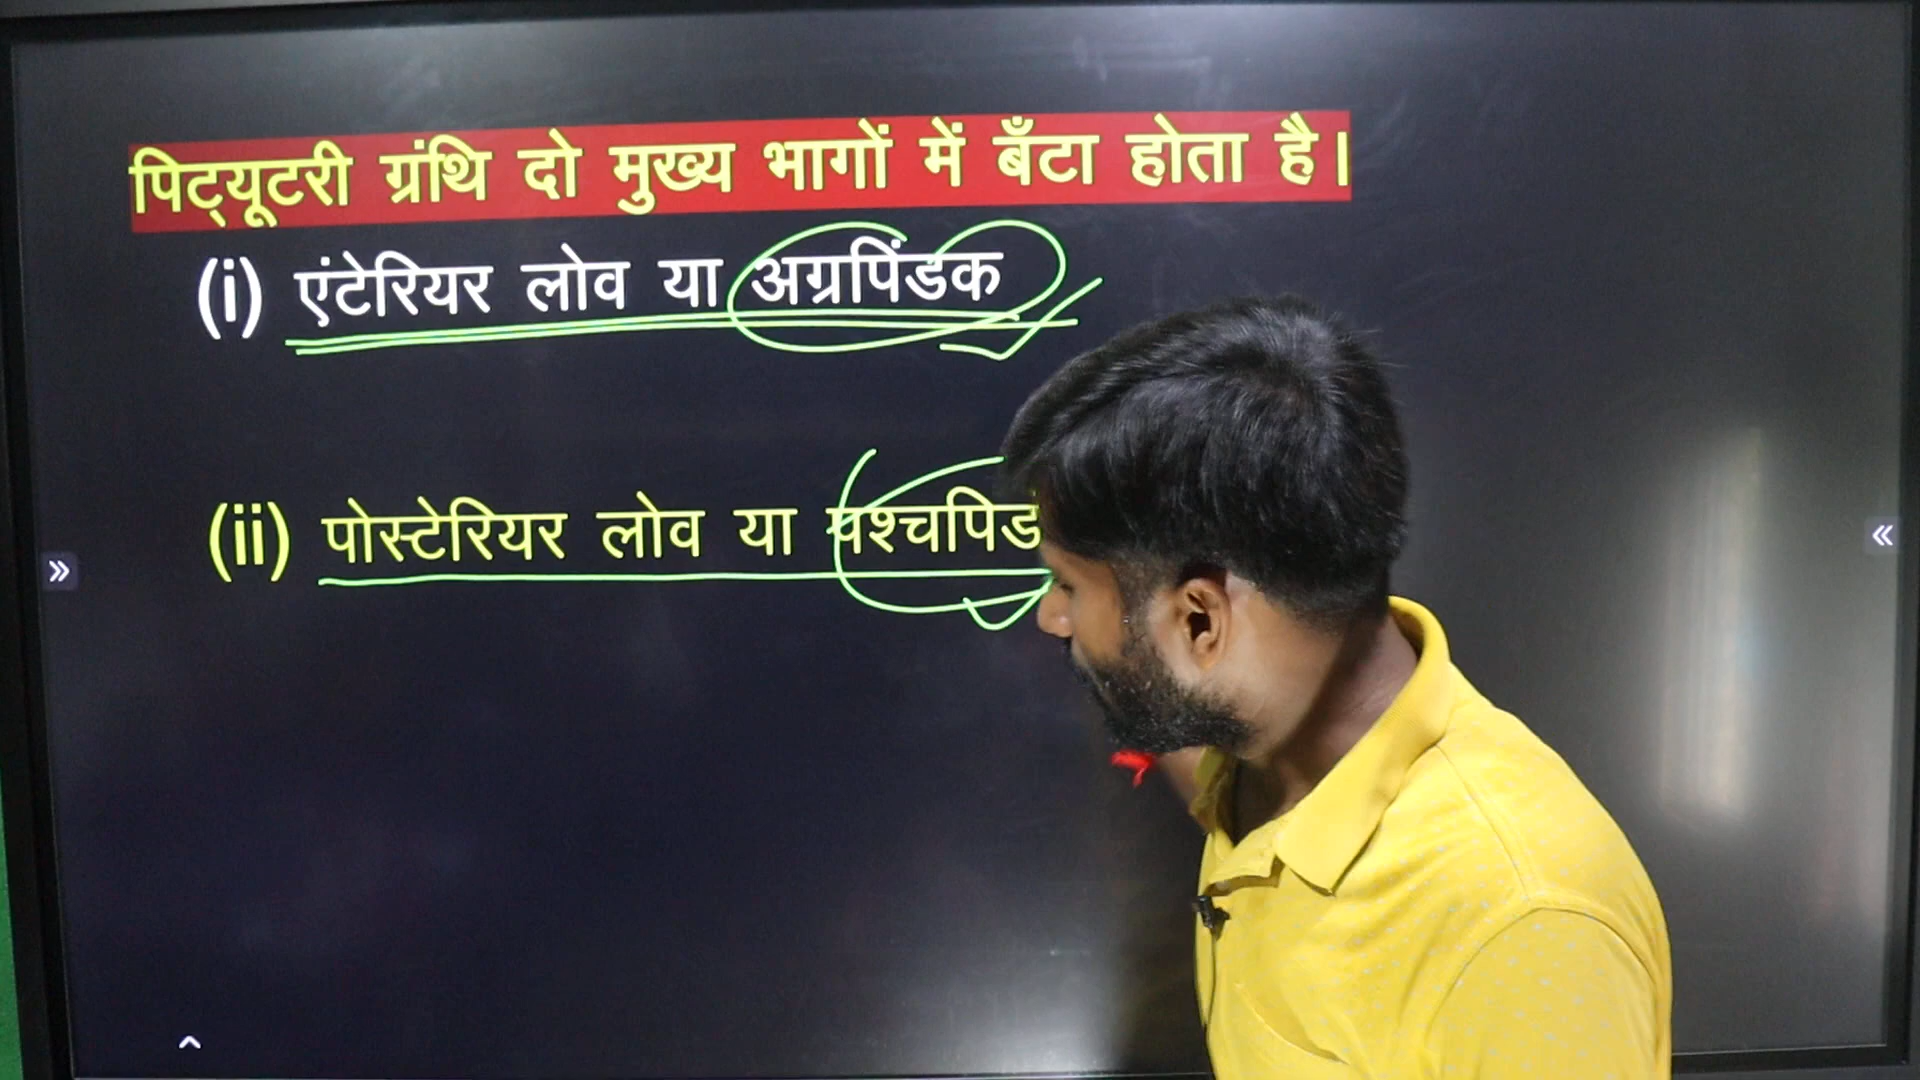 पिट्यूटरी ग्रंथि दो मुख्य भागों में बँटा होता है।
(i) एंटेरियर लोव या अग्रपिंडक
(ii) पोस्टेरियर लोव या